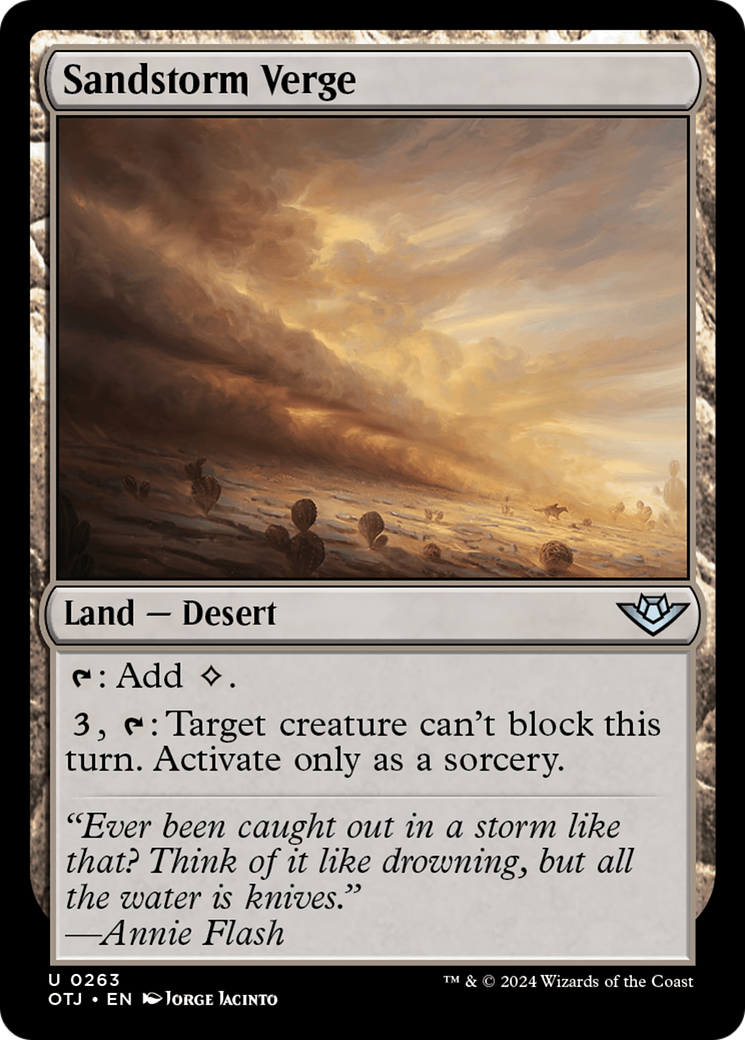 Sandstorm Verge
Land — Desert
: Add .
3, : Target creature can't block this
turn. Activate only as a sorcery.
“Ever been caught out in a storm like
that? Think of it like drowning, but all
the water is knives.”
—Annie Flash
U 0263
OTJ • EN Jorge Jacinto
™ & © 2024 Wizards of the Coast